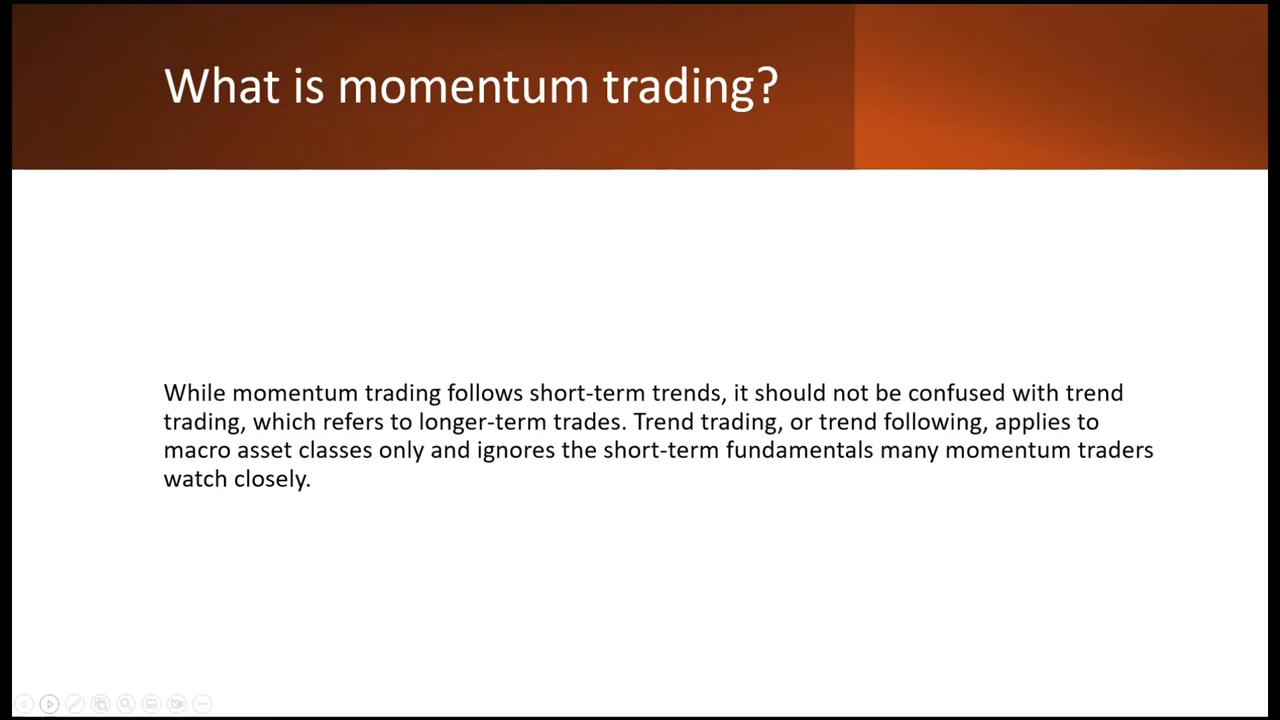 What is momentum trading?
While momentum trading follows short-term trends, it should not be confused with trend
trading, which refers to longer-term trades. Trend trading, or trend following, applies to
macro asset classes only and ignores the short-term fundamentals many momentum traders
watch closely.